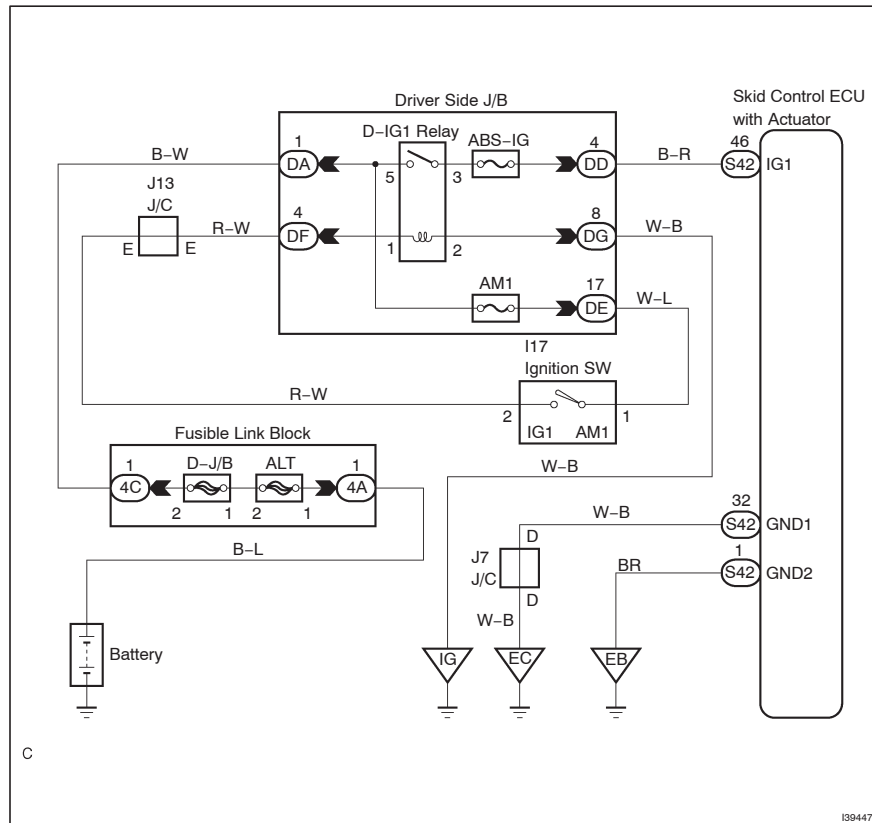 Driver Side J/B
Skid Control ECU
with Actuator
D–IG1 Relay
ABS–IG
1
4
46
B–W
DA
DD
B–R
S42
IG1
5
3
J13
J/C
4
8
R–W
DF
DG
W–B
E
E
1
2
AM1
17
DE
W–L
I17
Ignition SW
R–W
2
1
IG1
AM1
Fusible Link Block
1
D–J/B
ALT
1
4C
4A
2
1
2
1
W–B
32
W–B
S42
GND1
B–L
D
J7
J/C
1
BR
S42
GND2
D
W–B
Battery
IG
EC
EB
C
I39447